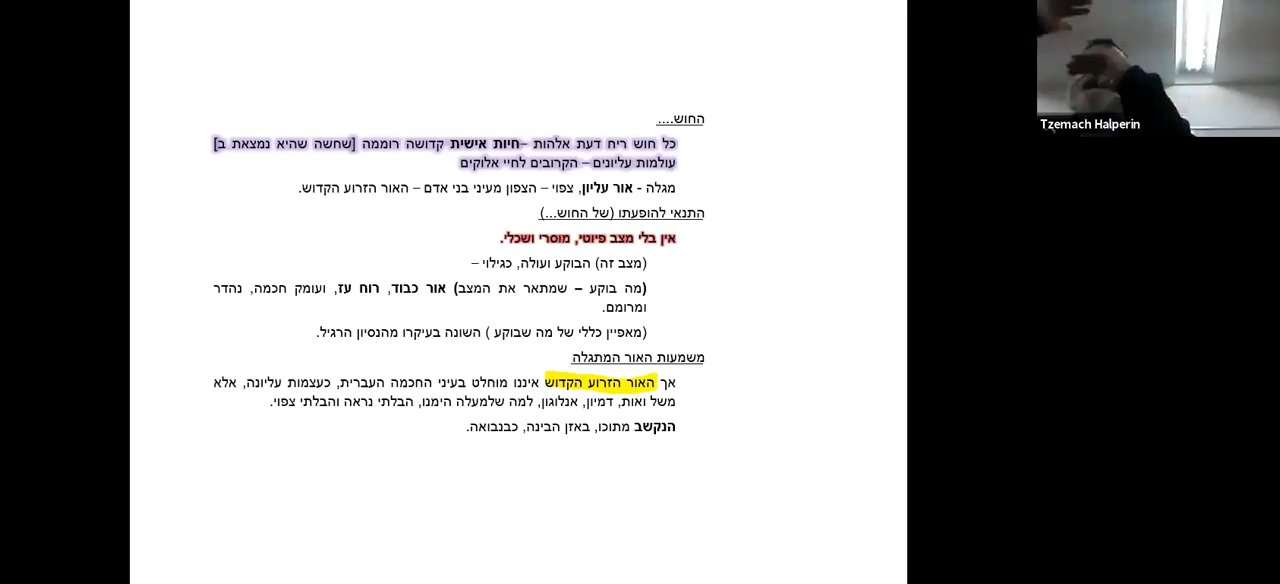 החוש....
כל חוש ריח דעת אלהות –חיות אישית קדושה רוממה [שחשה שהיא נמצאת ב]
עולמות עליונים – הקרובים לחיי אלוקים
מגלה - אור עליון, צפוי – הצפון מעיני בני אדם – האור הזרוע הקדוש.
התנאי להופעתו (של החוש...)
אין בלי מצב פיוטי, מוסרי ושכלי.
(מצב זה) הבוקע ועולה, כגילוי –
(מה בוקע – שמתאר את המצב) אור כבוד, רוח עז, ועומק חכמה, נהדר
ומרומם.
(מאפיין כללי של מה שבוקע ) השונה בעיקרו מהנסיון הרגיל.
משמעות האור המתגלה
אך האור הזרוע הקדוש איננו מוחלט בעיני החכמה העברית, כעצמות עליונה, אלא
משל ואות, דמיון, אנלוגון, למה שלמעלה הימנו, הבלתי נראה והבלתי צפוי.
הנקשב מתוכו, באזן הבינה, כבנבואה.
Tzemach Halperin